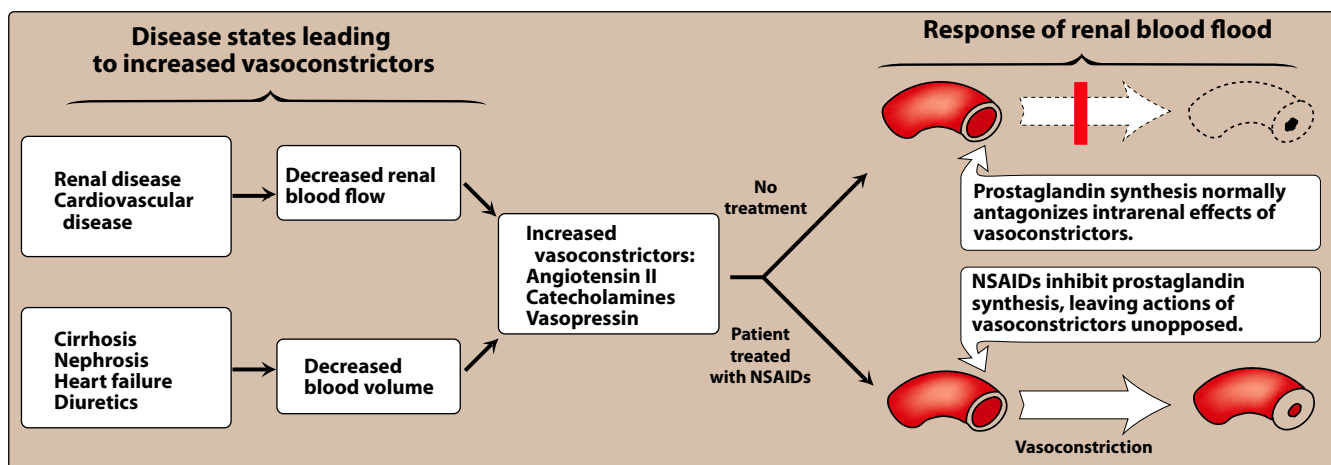 Disease states leading
to increased vasoconstrictors
Response of renal blood flood
Renal disease
Cardiovascular
disease
Decreased renal
blood flow
Cirrhosis
Nephrosis
Heart failure
Diuretics
Decreased
blood volume
Increased
vasoconstrictors:
Angiotensin II
Catecholamines
Vasopressin
No
treatment
Patient
treated
with NSAIDs
Prostaglandin synthesis normally
antagonizes intrarenal effects of
vasoconstrictors.
NSAIDs inhibit prostaglandin
synthesis, leaving actions of
vasoconstrictors unopposed.
Vasoconstriction